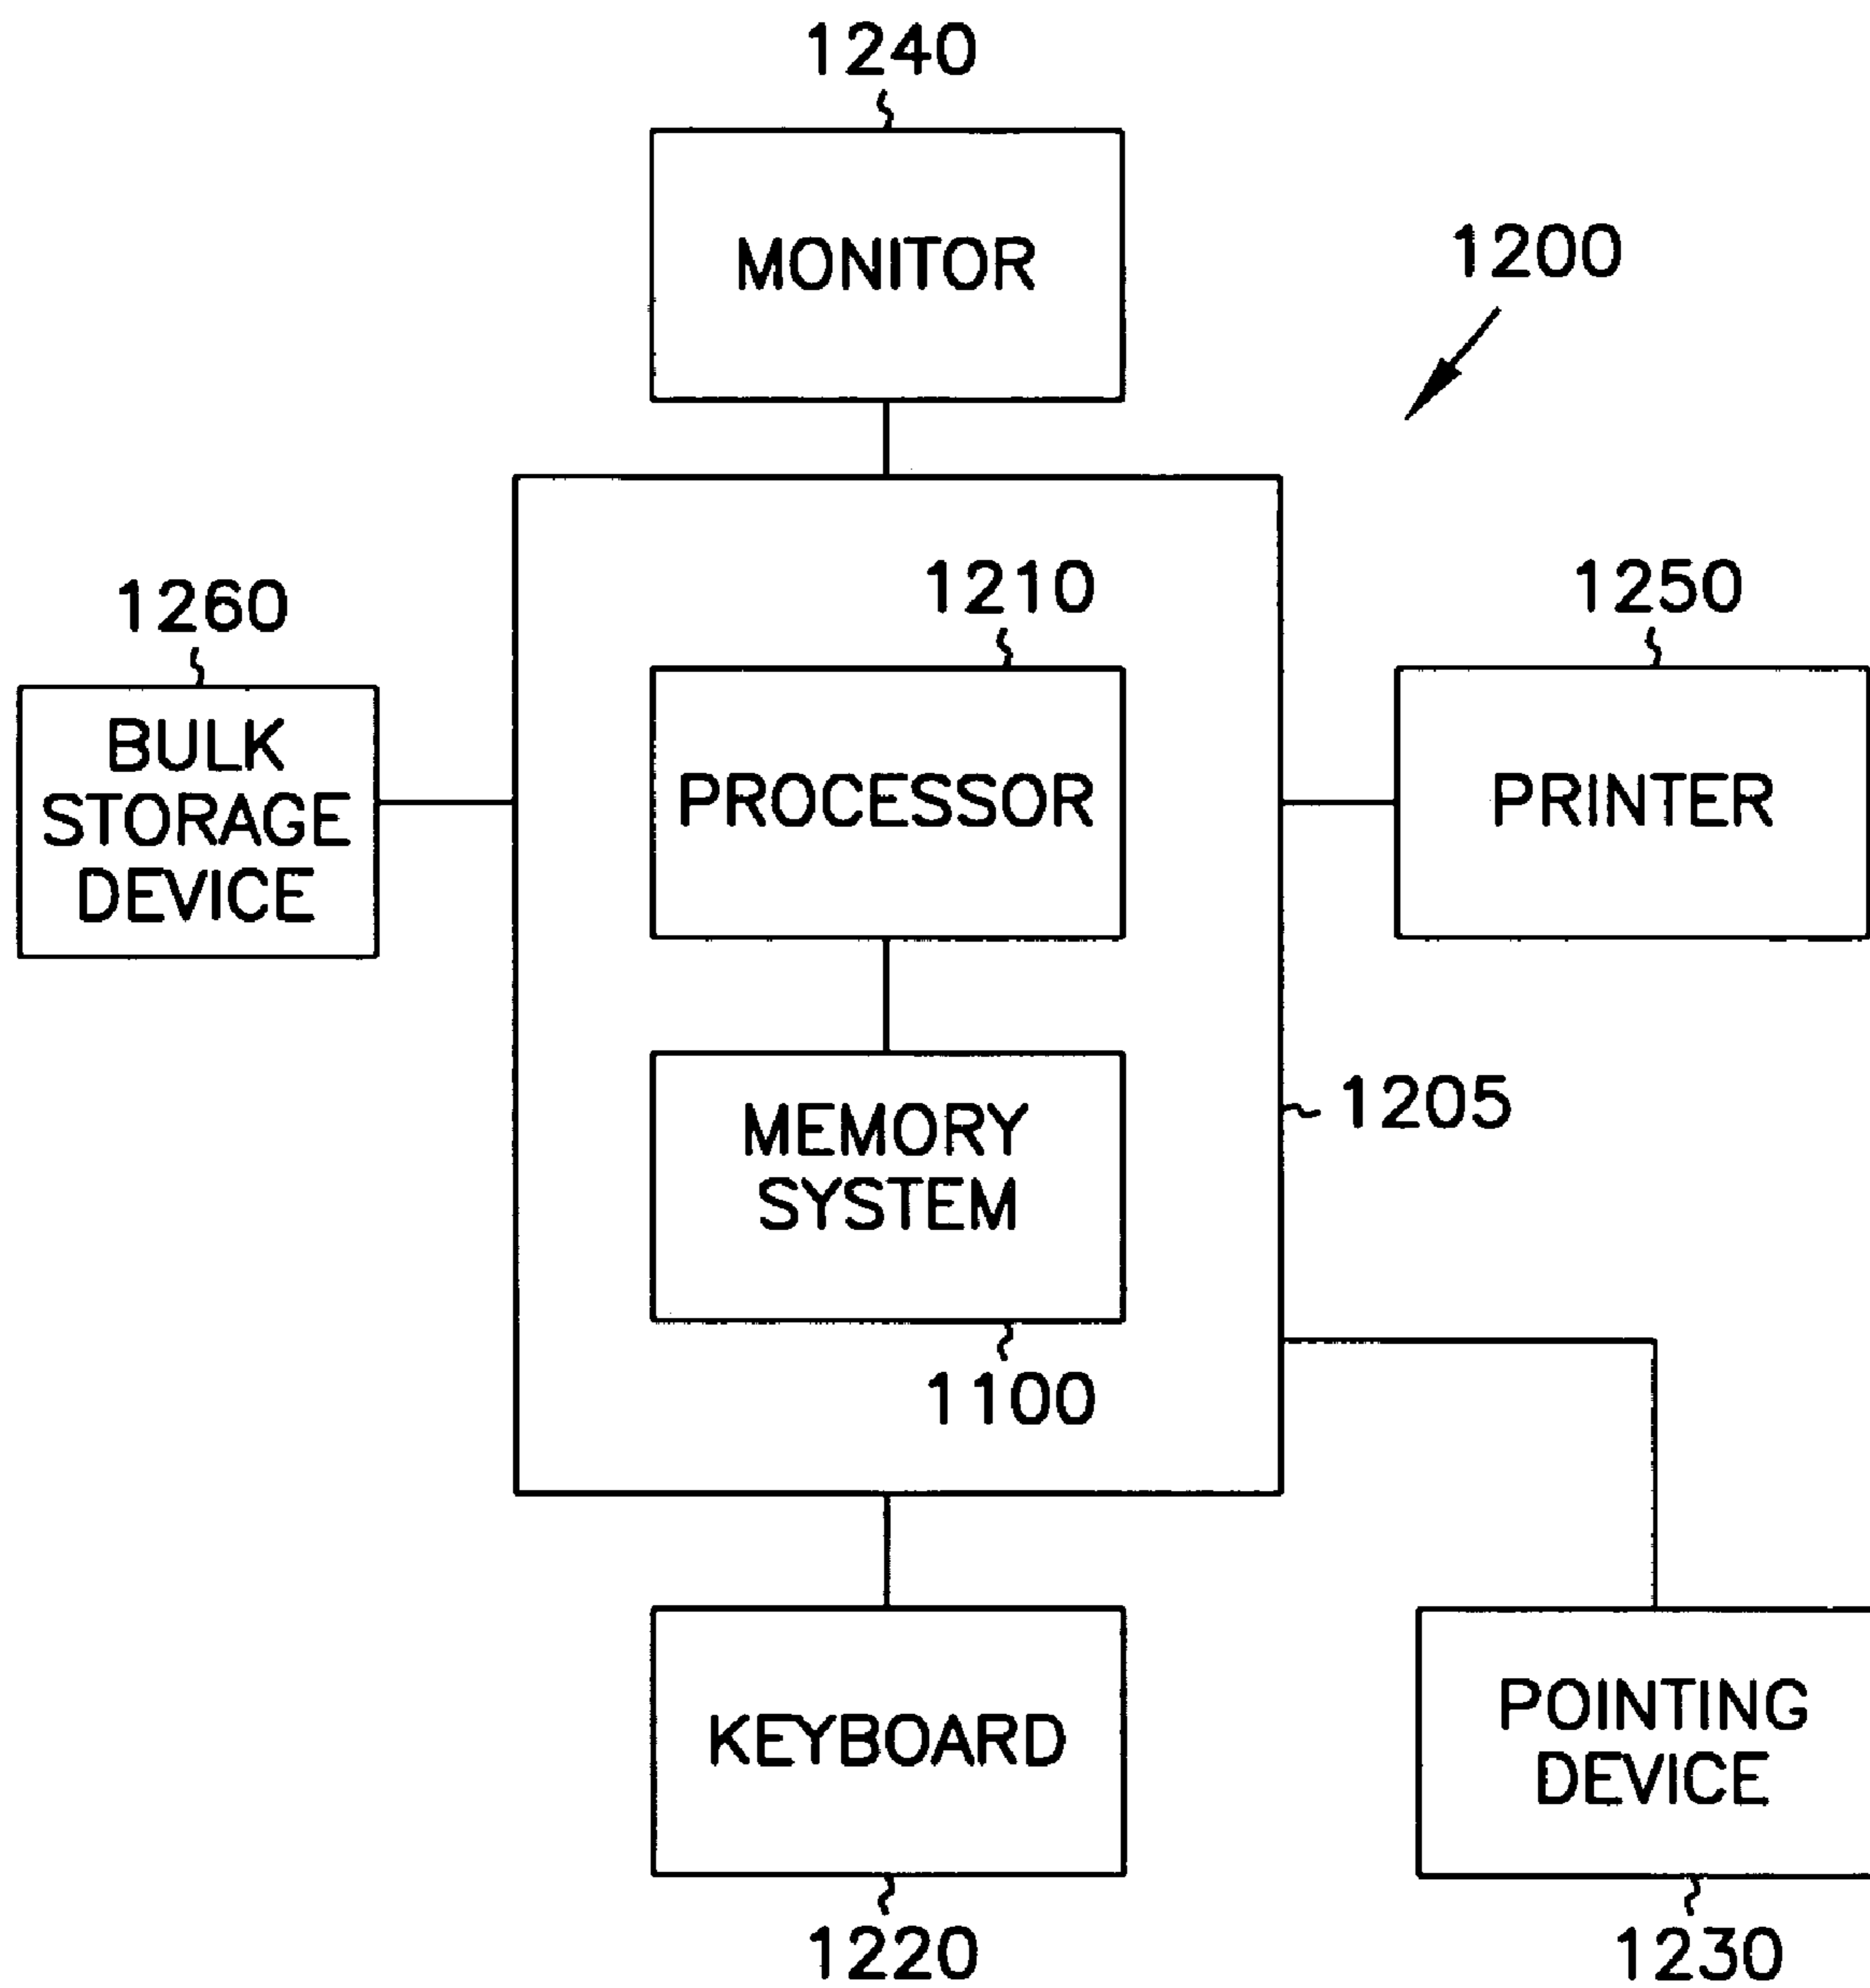 1240
MONITOR
1200
1260
BULK
STORAGE
DEVICE
1210
PROCESSOR
1250
PRINTER
MEMORY
SYSTEM
1205
1100
KEYBOARD
1220
POINTING
DEVICE
1230